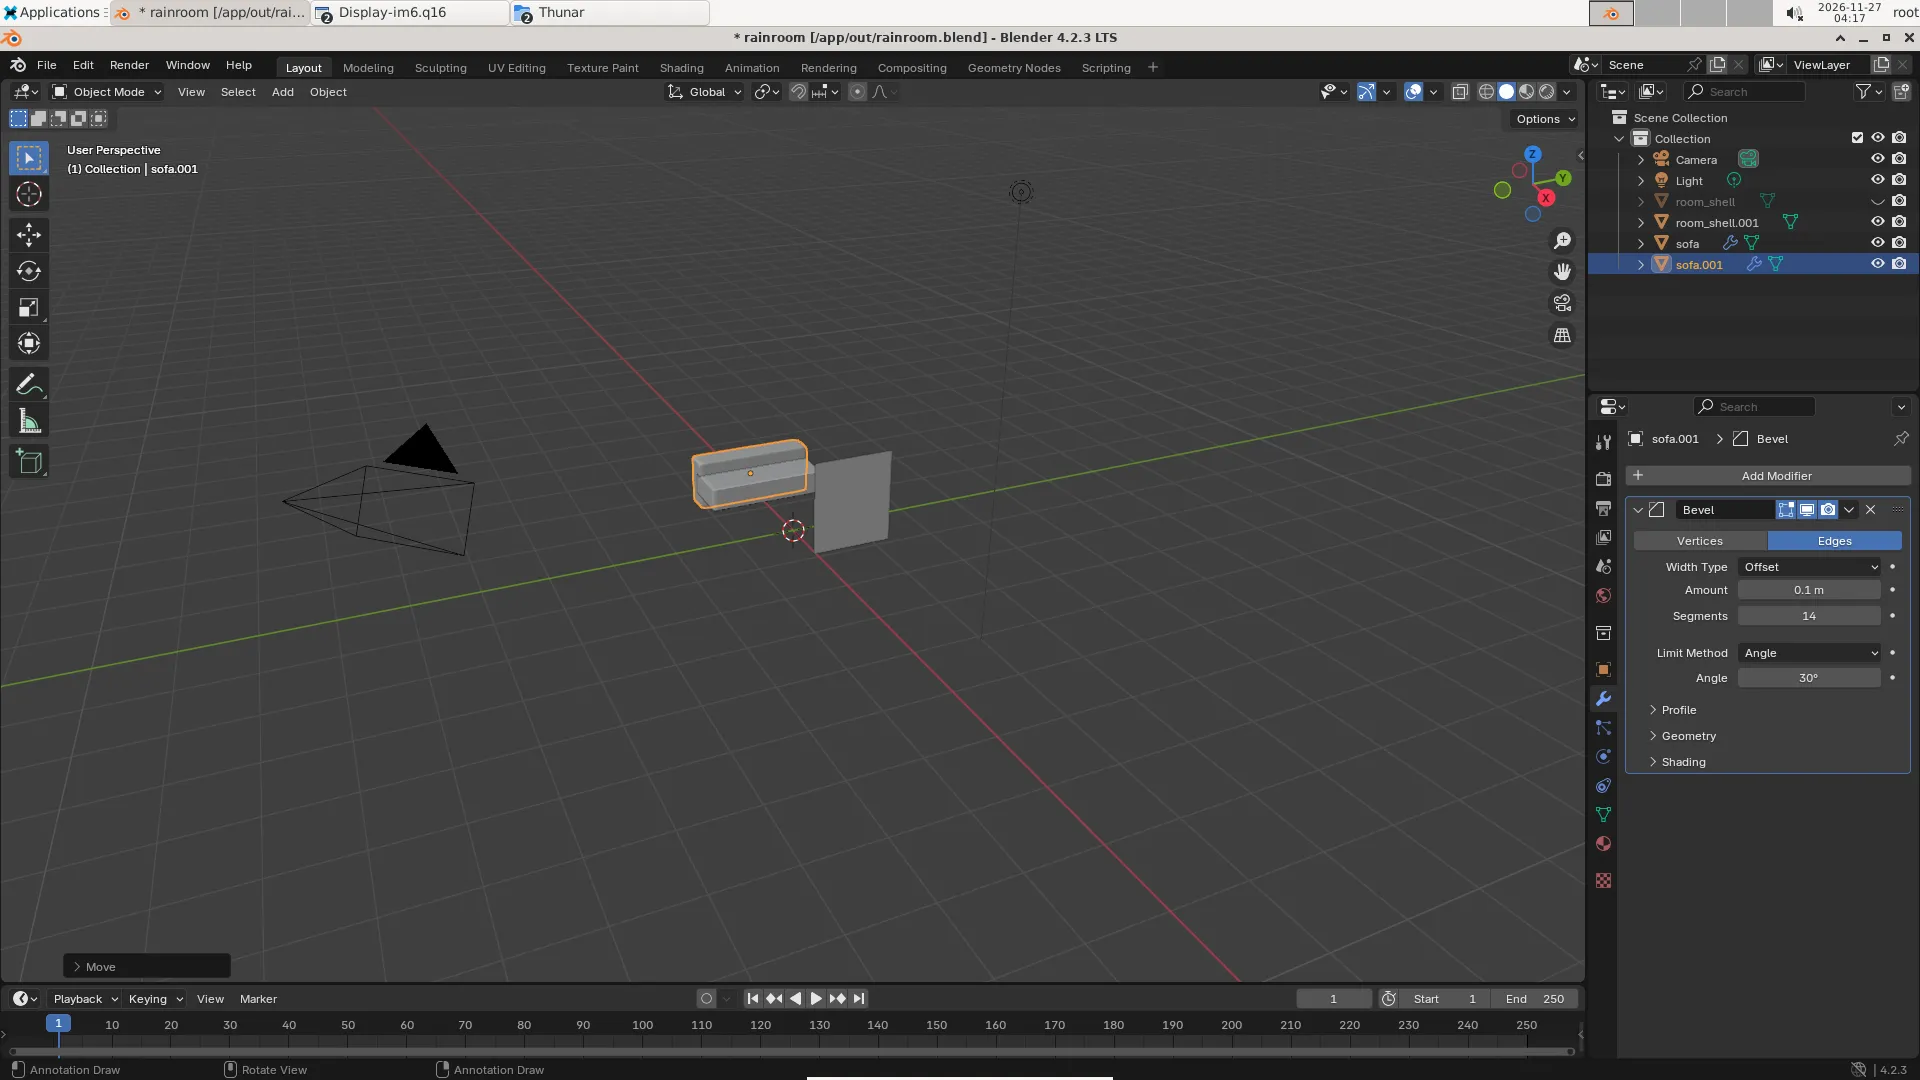 Applications
* rainroom [/app/out/rai...
2
Display-im6.q16
2
Thunar
2026-11-27
04:17
root
* rainroom [/app/out/rainroom.blend] - Blender 4.2.3 LTS
File
Edit
Render
Window
Help
Layout
Modeling
Sculpting
UV Editing
Texture Paint
Shading
Animation
Rendering
Compositing
Geometry Nodes
Scripting
Scene
ViewLayer
Object Mode
View
Select
Add
Object
Global
Search
Options
User Perspective
(1) Collection | sofa.001
Z
Y
X
Scene Collection
Collection
Camera
Light
room_shell
room_shell.001
sofa
sofa.001
Search
sofa.001
Bevel
Add Modifier
Bevel
Vertices
Edges
Width Type
Offset
Amount
0.1 m
Segments
14
Limit Method
Angle
Angle
30°
Profile
Geometry
Shading
Move
Playback
Keying
View
Marker
1
Start
1
End
250
1
10
20
30
40
50
60
70
80
90
100
110
120
130
140
150
160
170
180
190
200
210
220
230
240
250
Annotation Draw
Rotate View
Annotation Draw
4.2.3